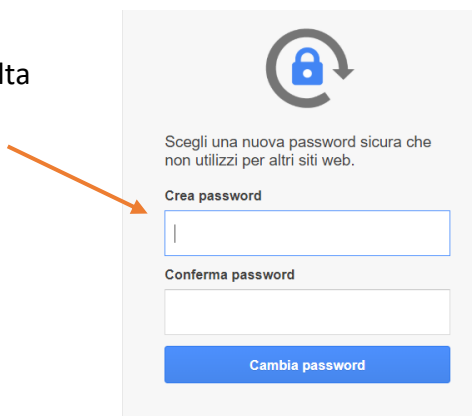 lta
Scegli una nuova password sicura che
non utilizzi per altri siti web.
Crea password
Conferma password
Cambia password